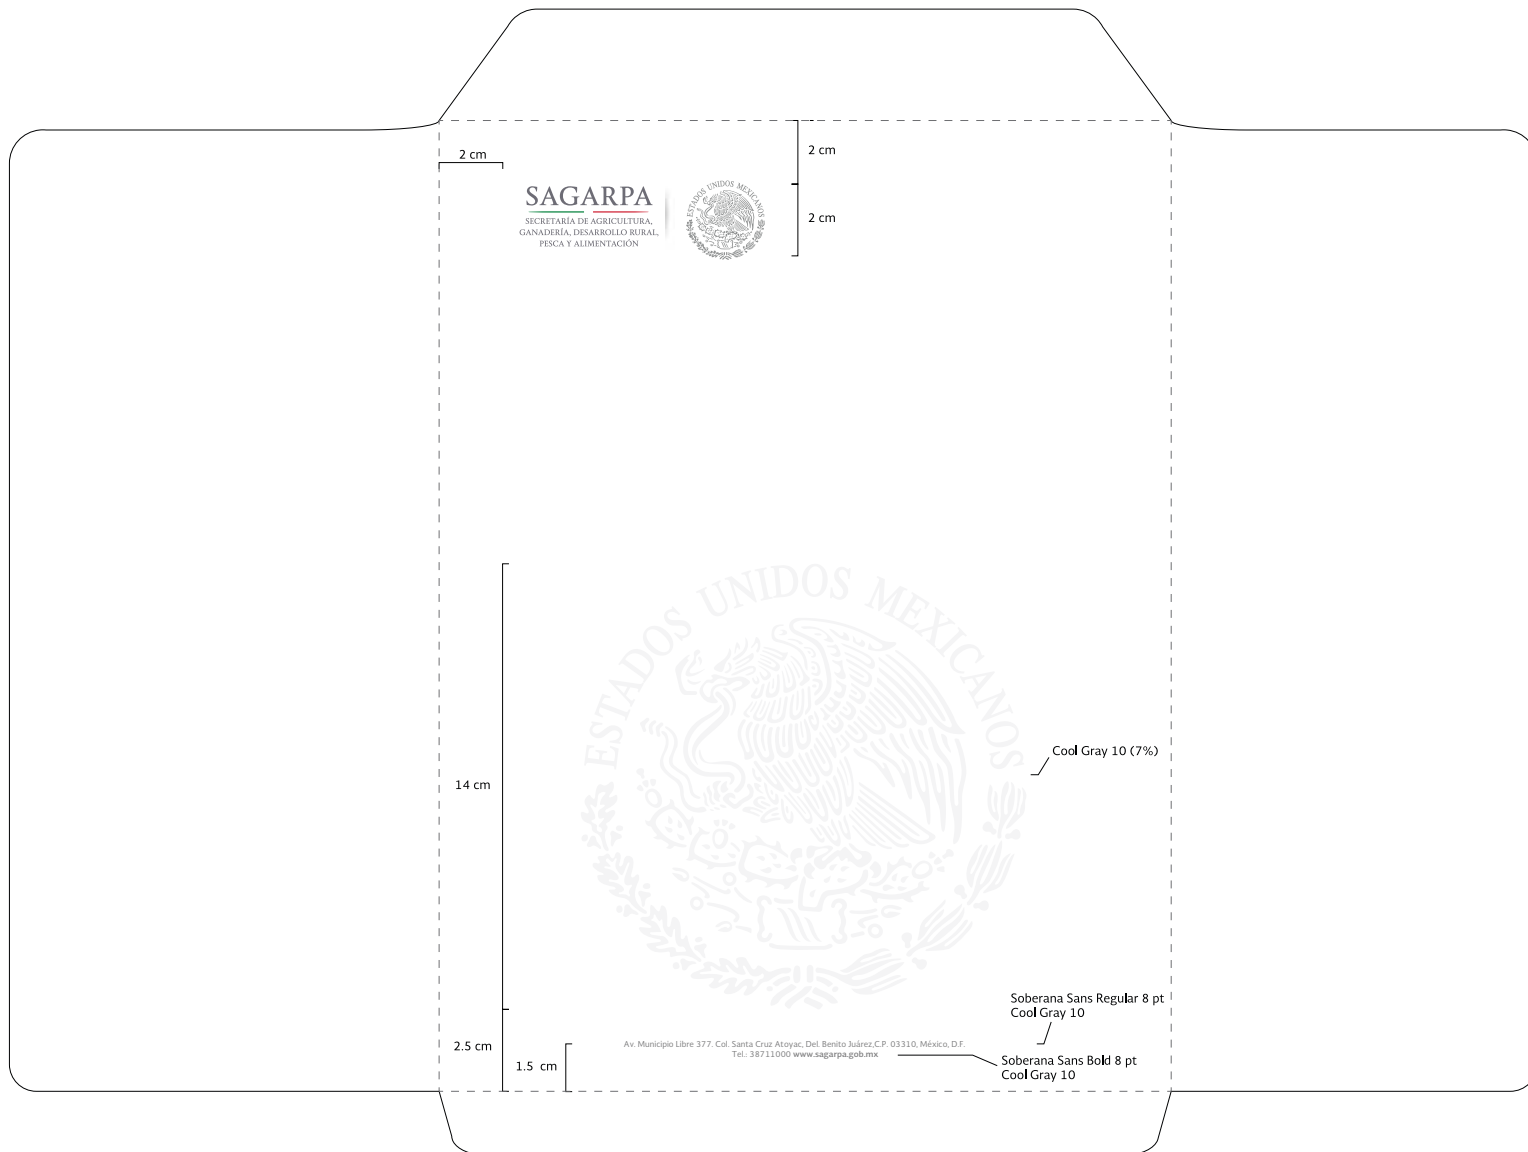 2 cm
2 cm
SAGARPA
SECRETARÍA DE AGRICULTURA,
GANADERÍA, DESARROLLO RURAL,
PESCA Y ALIMENTACIÓN
ESTADOS UNIDOS MEXICANOS
2 cm
ESTADOS UNIDOS MEXICANOS
Cool Gray 10 (7%)
14 cm
Soberana Sans Regular 8 pt
Cool Gray 10
2.5 cm
1.5 cm
Av. Municipio Libre 377. Col. Santa Cruz Atoyac, Del. Benito Juárez,C.P. 03310, México, D.F.
Tel.: 38711000 www.sagarpa.gob.mx
Soberana Sans Bold 8 pt
Cool Gray 10